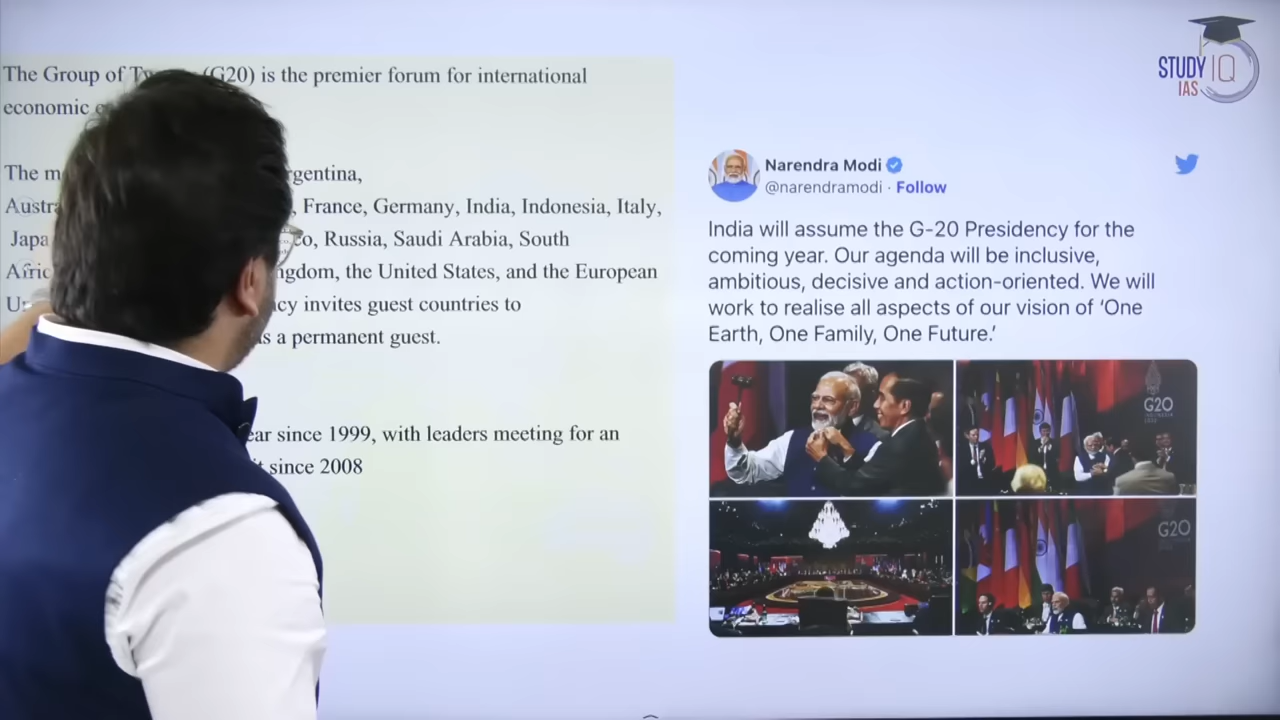 The Group of (G20) is the premier forum for international
economic
The
rgentina,
, France, Germany, India, Indonesia, Italy,
Japa co, Russia, Saudi Arabia, South
Afric ngdom, the United States, and the European
cy invites guest countries to
a permanent guest.
ear since 1999, with leaders meeting for an
since 2008
STUDY IQ
IAS
Narendra Modi
@narendramodi · Follow
India will assume the G-20 Presidency for the
coming year. Our agenda will be inclusive,
ambitious, decisive and action-oriented. We will
work to realise all aspects of our vision of ‘One
Earth, One Family, One Future.’
G20
INDONESIA
G20